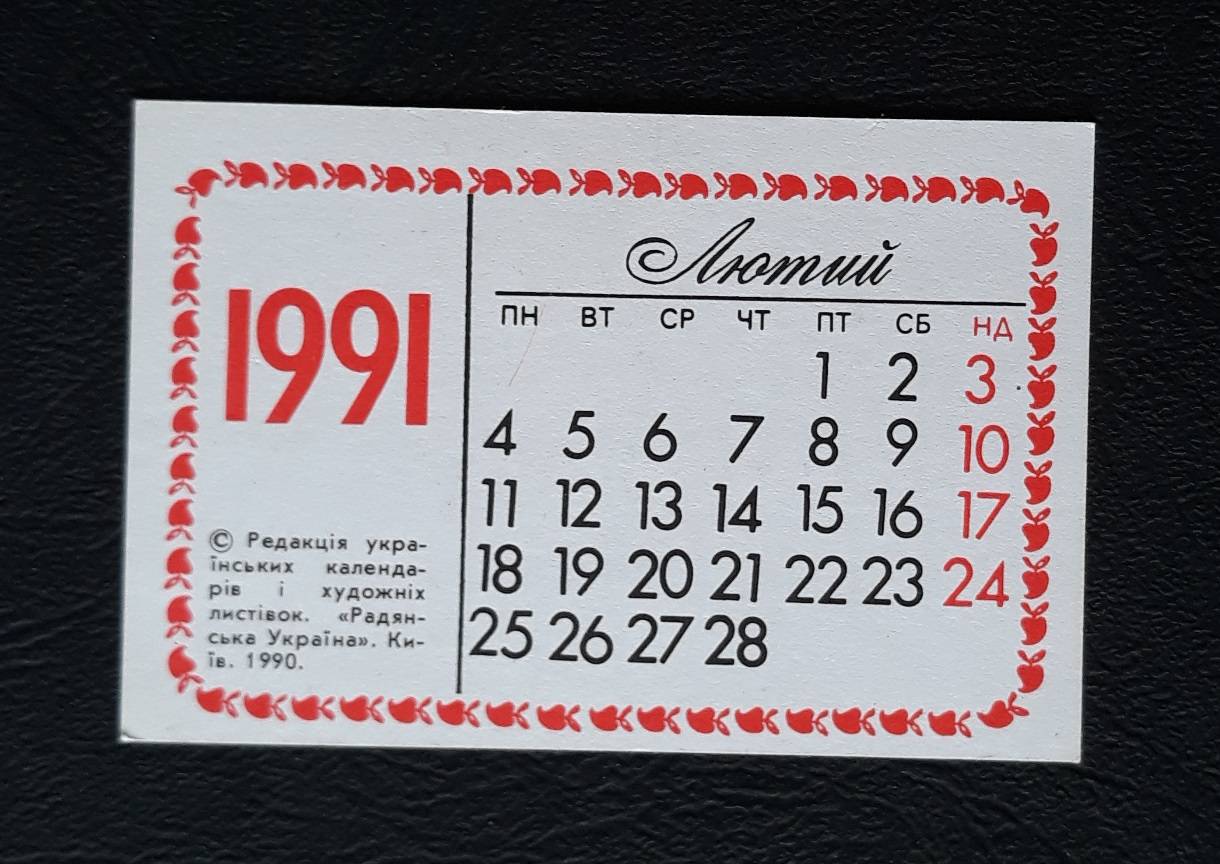 1991
© Редакція укра-
їнських календа-
рів і художніх
листівок. «Радян-
ська Україна». Ки-
їв. 1990.
Лютий
ПН ВТ СР ЧТ ПТ СБ НД
1 2 3
4 5 6 7 8 9 10
11 12 13 14 15 16 17
18 19 20 21 22 23 24
25 26 27 28